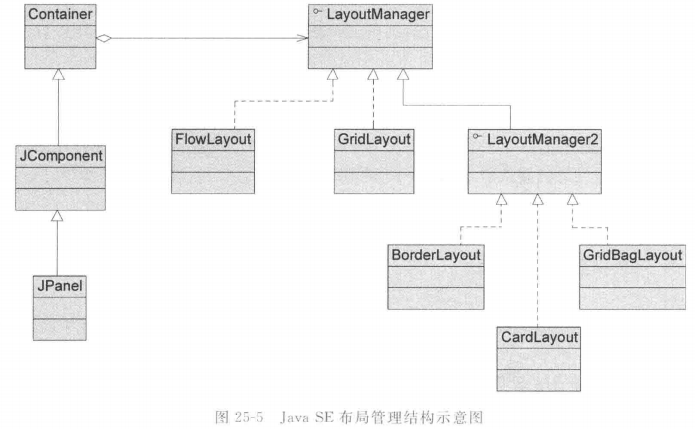 Container
LayoutManager
FlowLayout
GridLayout
LayoutManager2
JComponent
BorderLayout
GridBagLayout
JPanel
CardLayout
图 25-5 Java SE 布局管理结构示意图